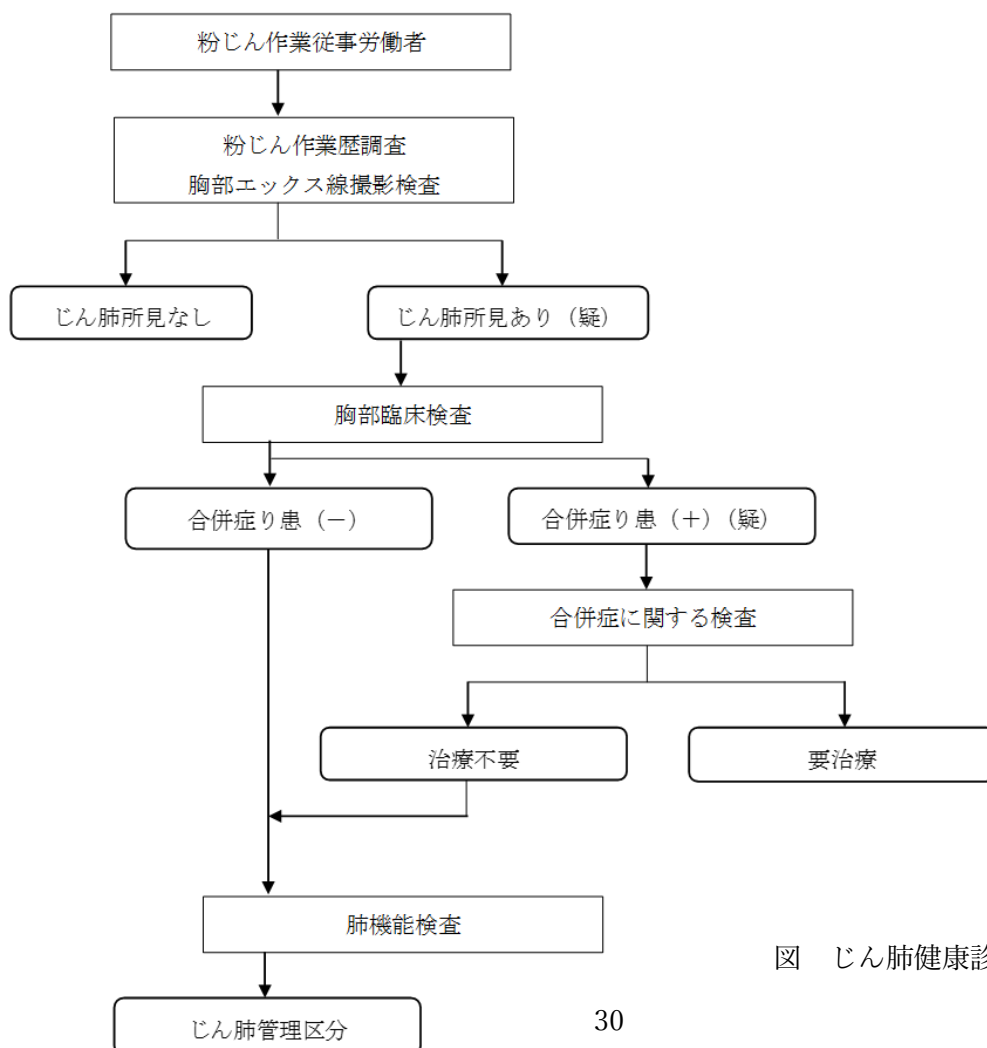 粉じん作業従事労働者
粉じん作業歴調査
胸部エックス線撮影検査
じん肺所見なし
じん肺所見あり（疑）
胸部臨床検査
合併症り患（－）
合併症り患（＋）（疑）
合併症に関する検査
治療不要
要治療
肺機能検査
図　じん肺健康診
じん肺管理区分
30